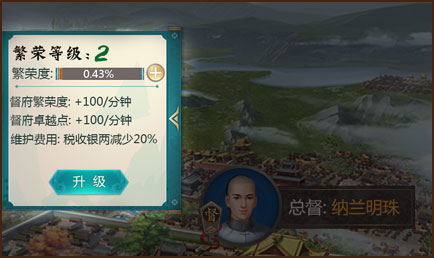 繁荣等级:2
繁荣度: 0.43%
督府繁荣度: +100/分钟
督府卓越点: +100/分钟
维护费用: 税收银两减少20%
升级
督
总督: 纳兰明珠